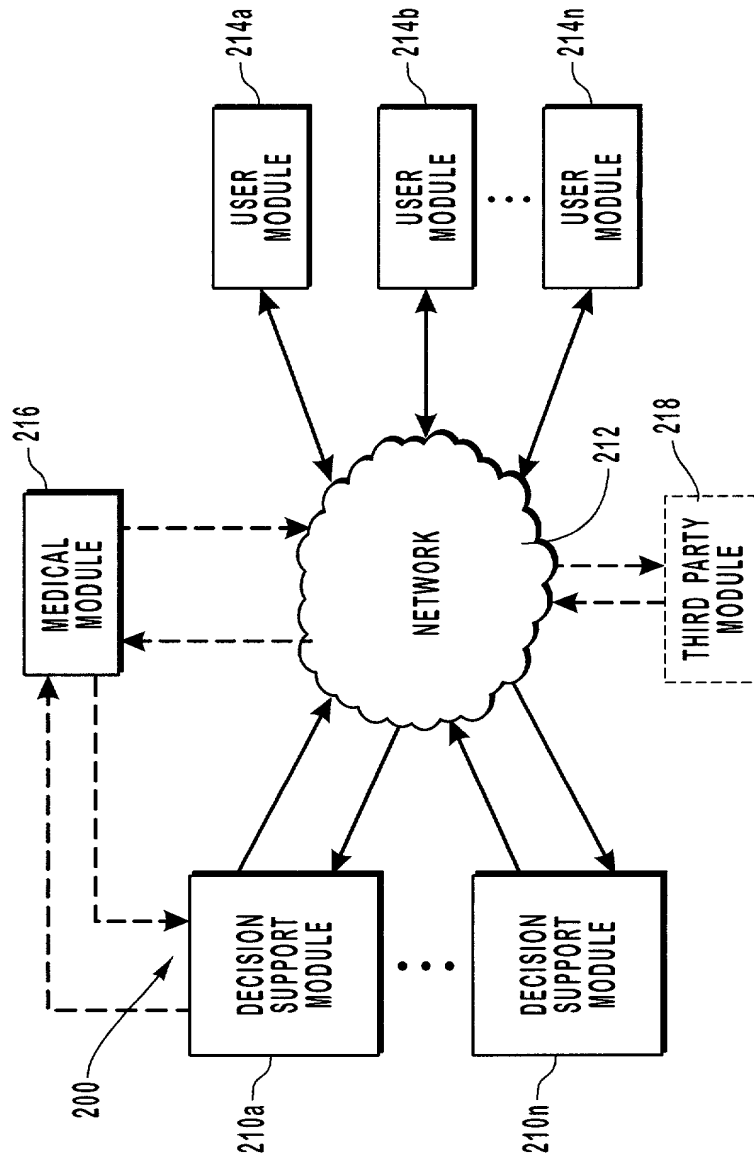 200
216
MEDICAL
MODULE
210a
DECISION
SUPPORT
MODULE
210n
DECISION
SUPPORT
MODULE
NETWORK
212
214a
USER
MODULE
214b
USER
MODULE
214n
USER
MODULE
218
THIRD PARTY
MODULE